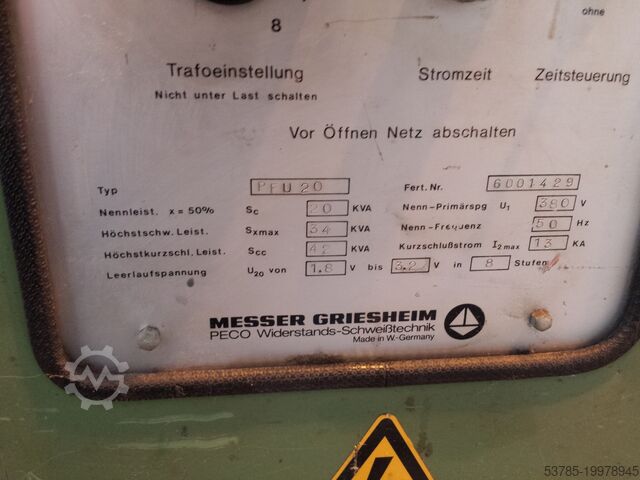 ohne
8
Trafoeinstellung Stromzeit Zeitsteuerung
Nicht unter Last schalten
Vor Öffnen Netz abschalten
Typ PFU 20 Fert. Nr. 6001429
Nennleist. x = 50% Sc 20 KVA Nenn-Primärspg U1 380 V
Höchstschw. Leist. Sxmax 34 KVA Nenn-Frequenz 50 Hz
Höchstkurzschl. Leist. Scc 42 KVA Kurzschlußstrom I2max 13 KA
Leerlaufspannung U20 von 1.8 V bis 3.2 V in 8 Stufen
MESSER GRIESHEIM
PECO Widerstands-Schweißtechnik
Made in W.-Germany
53785-19978945